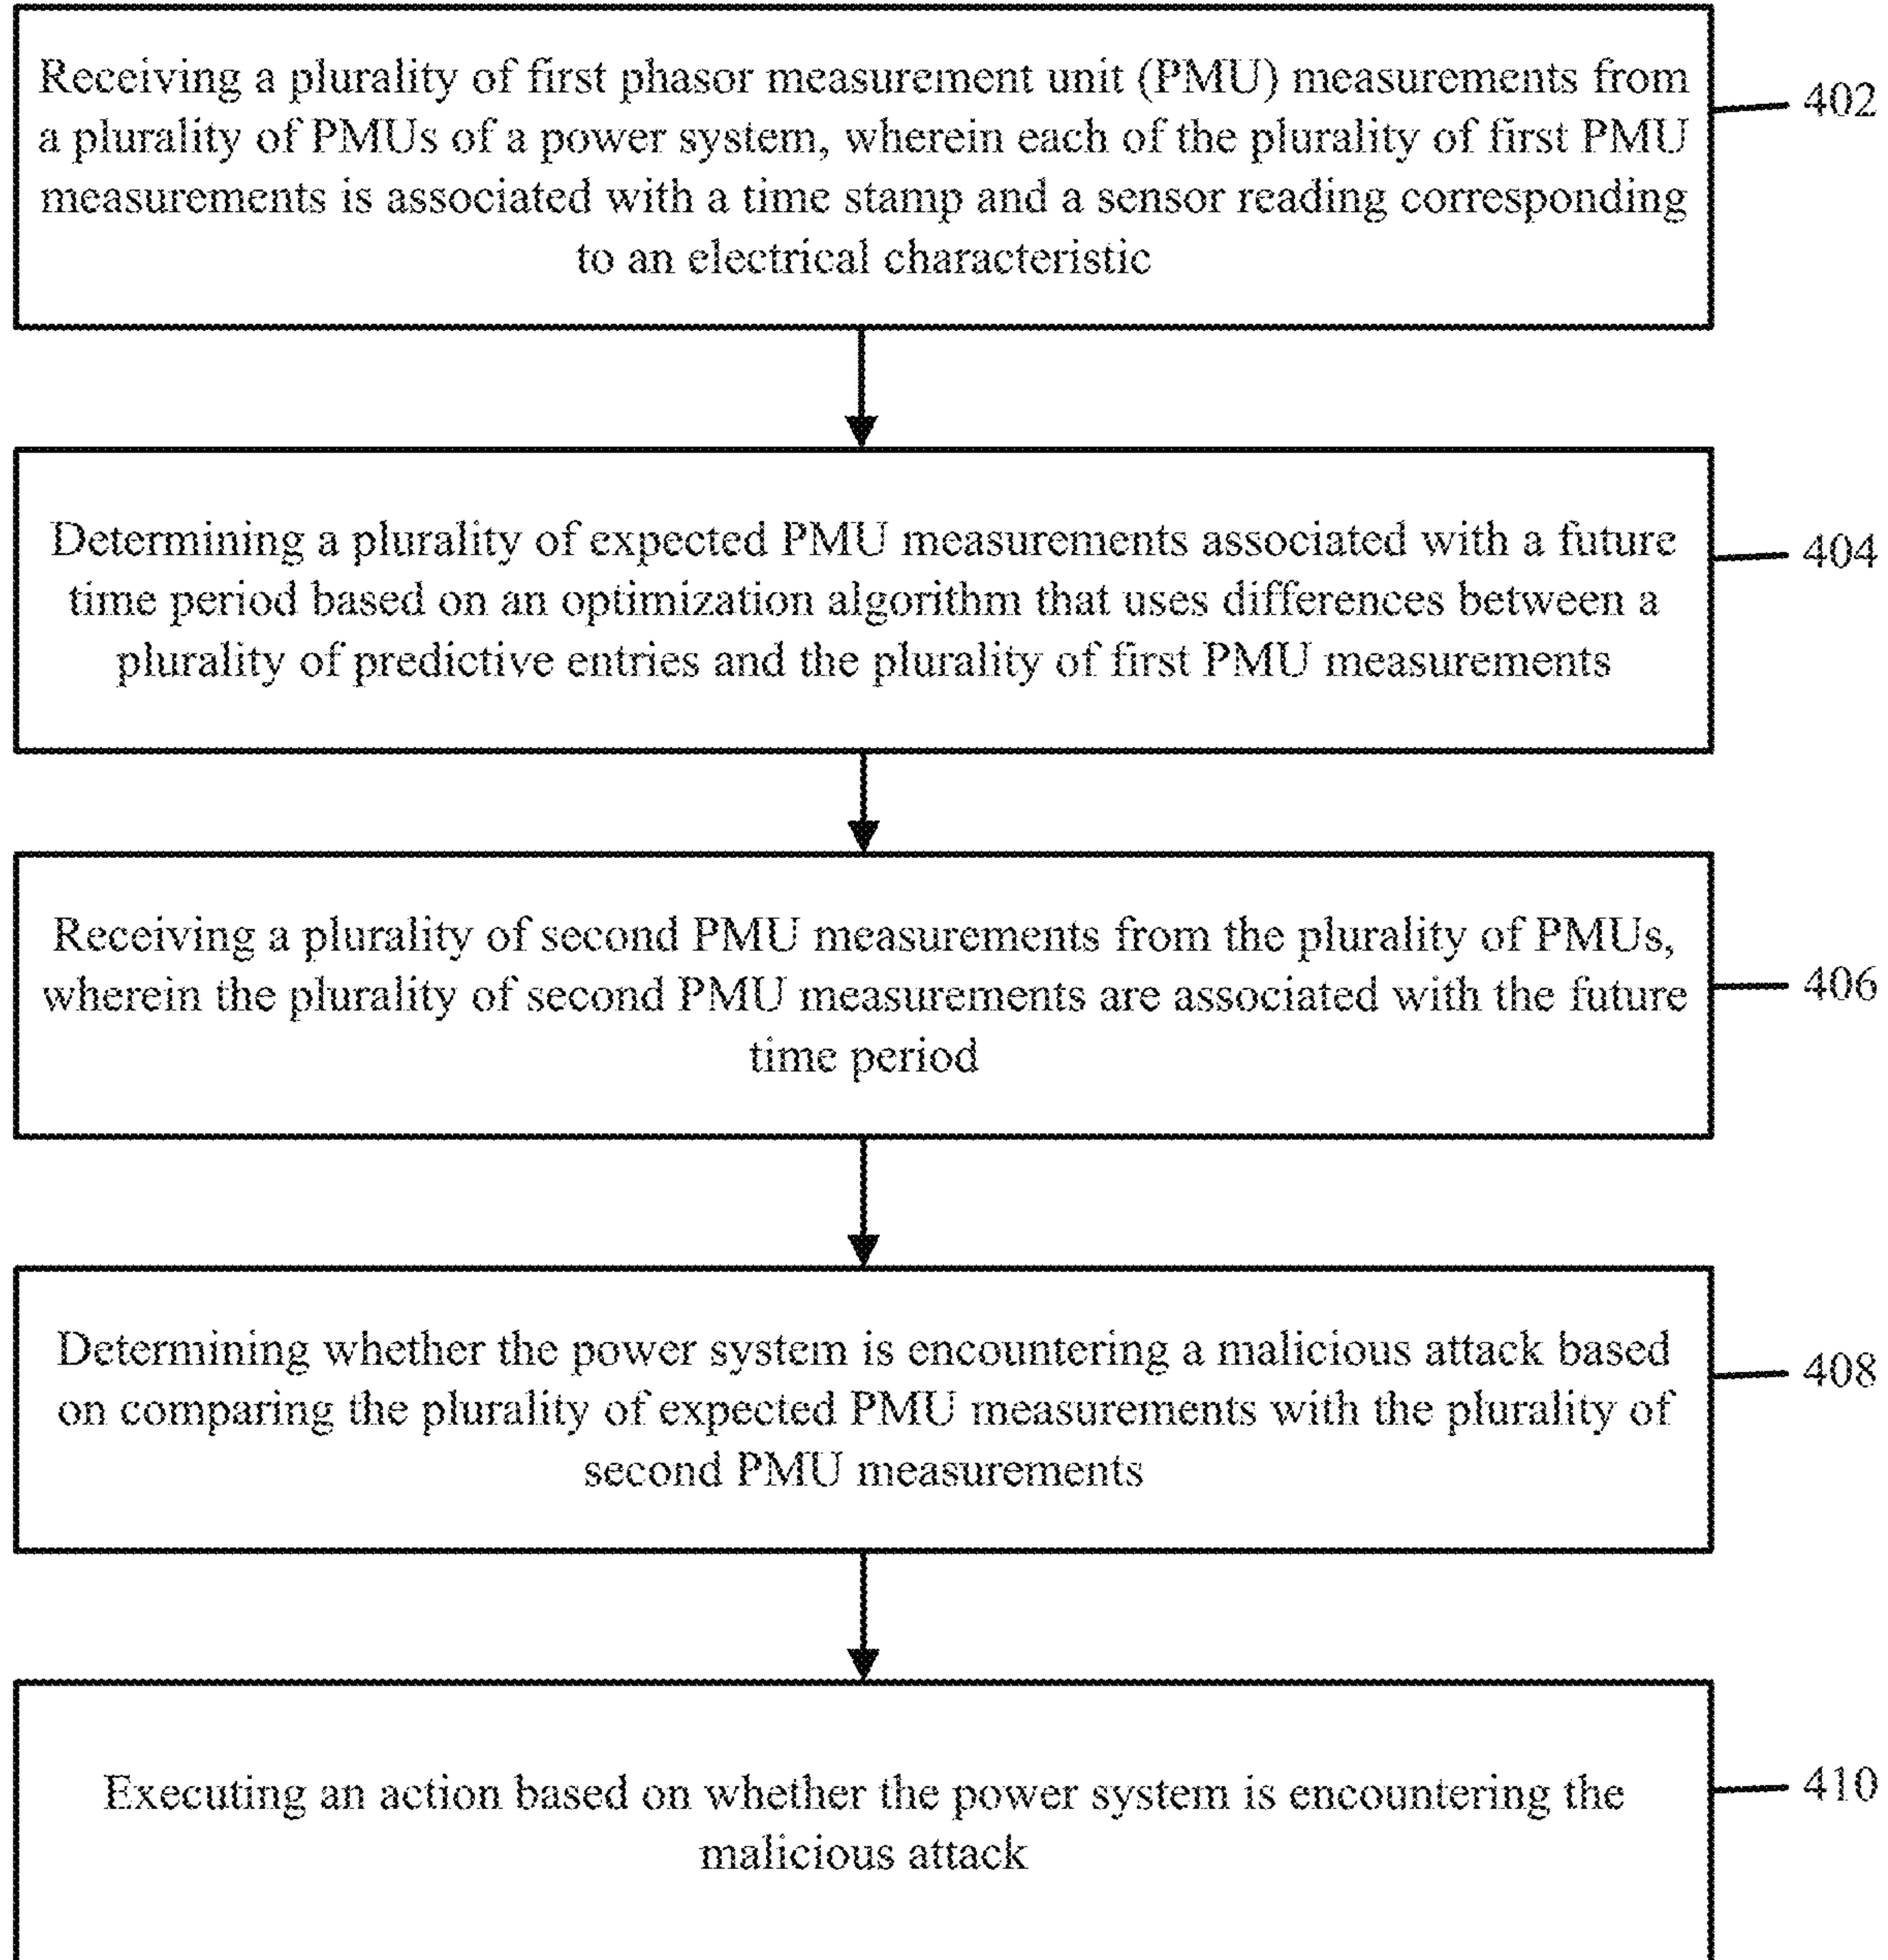 Receiving a plurality of first phasor measurement unit (PMU) measurements from
a plurality of PMUs of a power system, wherein each of the plurality of first PMU
measurements is associated with a time stamp and a sensor reading corresponding
to an electrical characteristic
402
Determining a plurality of expected PMU measurements associated with a future
time period based on an optimization algorithm that uses differences between a
plurality of predictive entries and the plurality of first PMU measurements
404
Receiving a plurality of second PMU measurements from the plurality of PMUs,
wherein the plurality of second PMU measurements are associated with the future
time period
406
Determining whether the power system is encountering a malicious attack based
on comparing the plurality of expected PMU measurements with the plurality of
second PMU measurements
408
Executing an action based on whether the power system is encountering the
malicious attack
410